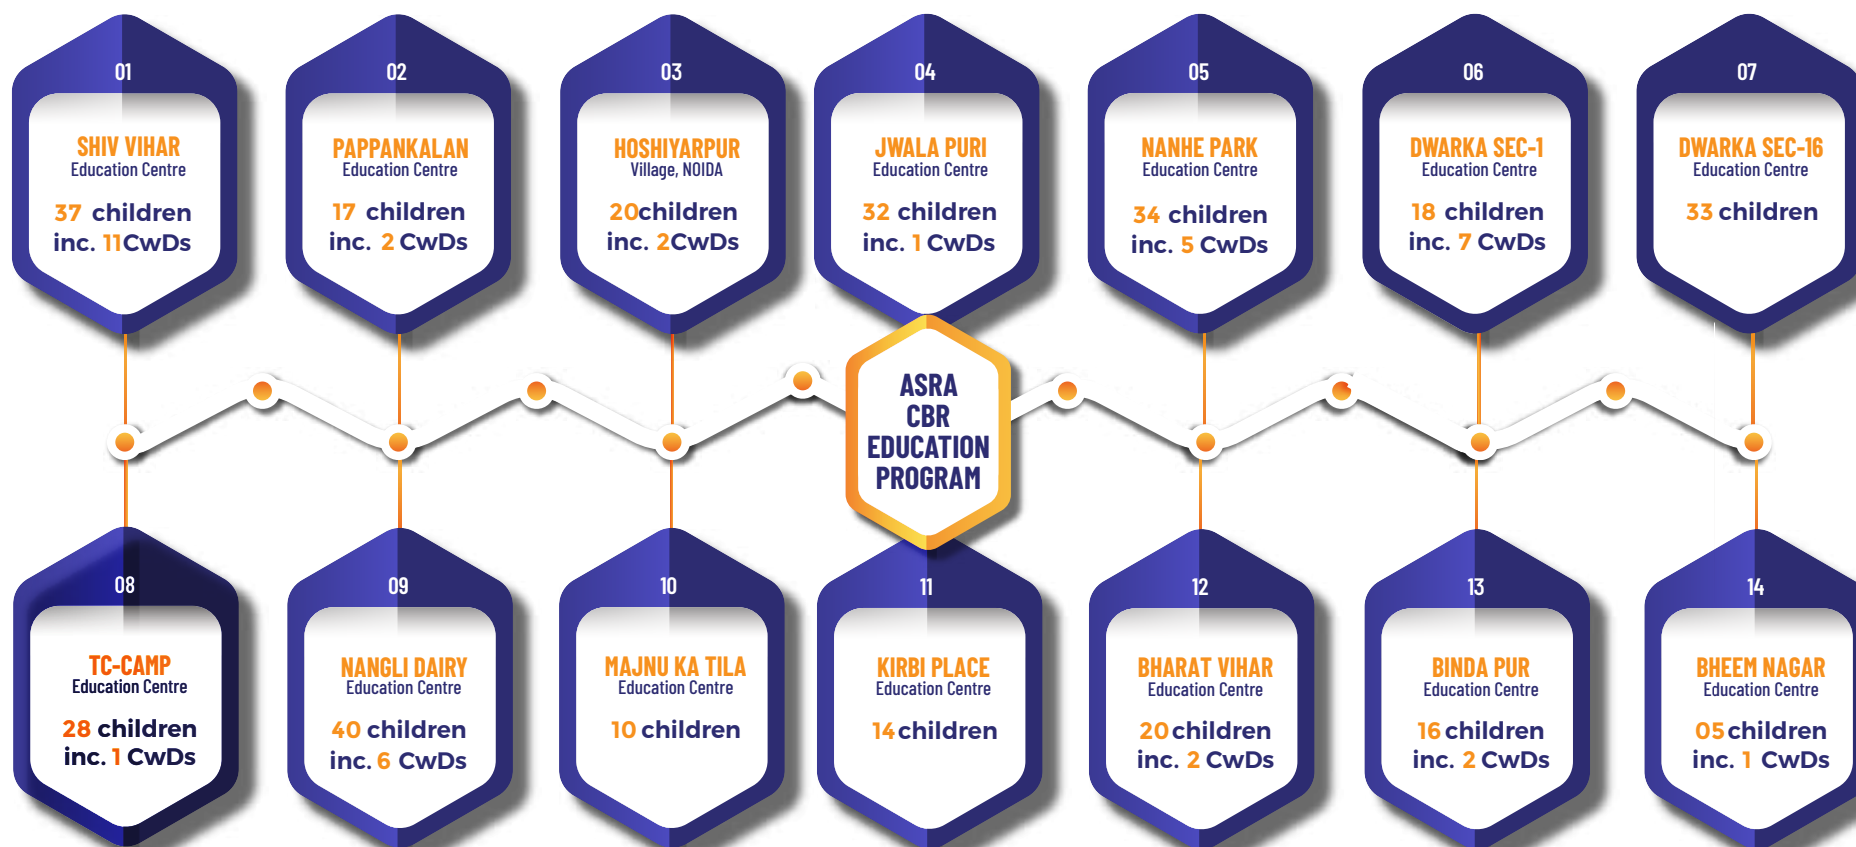 01
SHIV VIHAR
Education Centre
37 children
inc. 11CwDs
02
PAPPANKALAN
Education Centre
17 children
inc. 2 CwDs
03
HOSHIYARPUR
Village, NOIDA
20children
inc. 2CwDs
04
JWALA PURI
Education Centre
32 children
inc. 1 CwDs
05
NANHE PARK
Education Centre
34 children
inc. 5 CwDs
06
DWARKA SEC-1
Education Centre
18 children
inc. 7 CwDs
07
DWARKA SEC-16
Education Centre
33 children
ASRA
CBR
EDUCATION
PROGRAM
08
TC-CAMP
Education Centre
28 children
inc. 1 CwDs
09
NANGLI DAIRY
Education Centre
40 children
inc. 6 CwDs
10
MAJNU KA TILA
Education Centre
10 children
11
KIRBI PLACE
Education Centre
14 children
12
BHARAT VIHAR
Education Centre
20 children
inc. 2 CwDs
13
BINDA PUR
Education Centre
16 children
inc. 2 CwDs
14
BHEEM NAGAR
Education Centre
05 children
inc. 1 CwDs